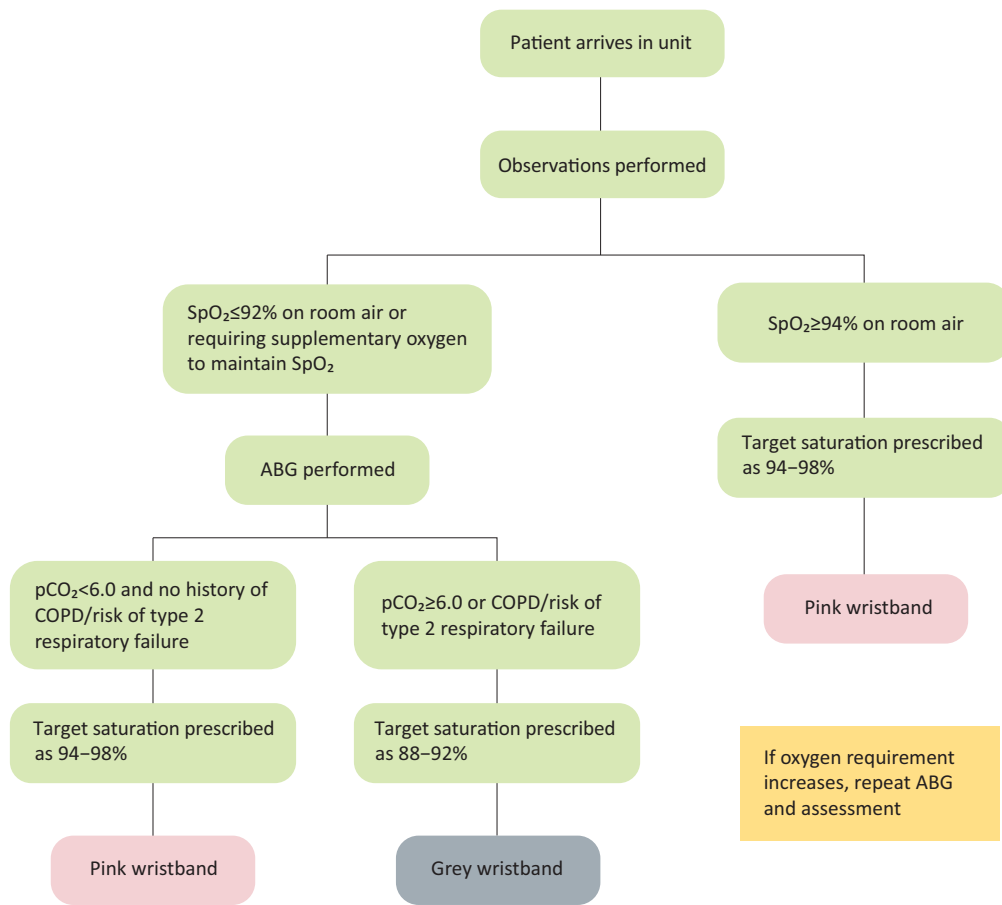 Patient arrives in unit
Observations performed
SpO₂≤92% on room air or
requiring supplementary oxygen
to maintain SpO₂
SpO₂≥94% on room air
ABG performed
Target saturation prescribed
as 94−98%
pCO₂<6.0 and no history of
COPD/risk of type 2
respiratory failure
pCO₂≥6.0 or COPD/risk of
type 2 respiratory failure
Pink wristband
Target saturation prescribed
as 94−98%
Target saturation prescribed
as 88−92%
If oxygen requirement
increases, repeat ABG
and assessment
Pink wristband
Grey wristband